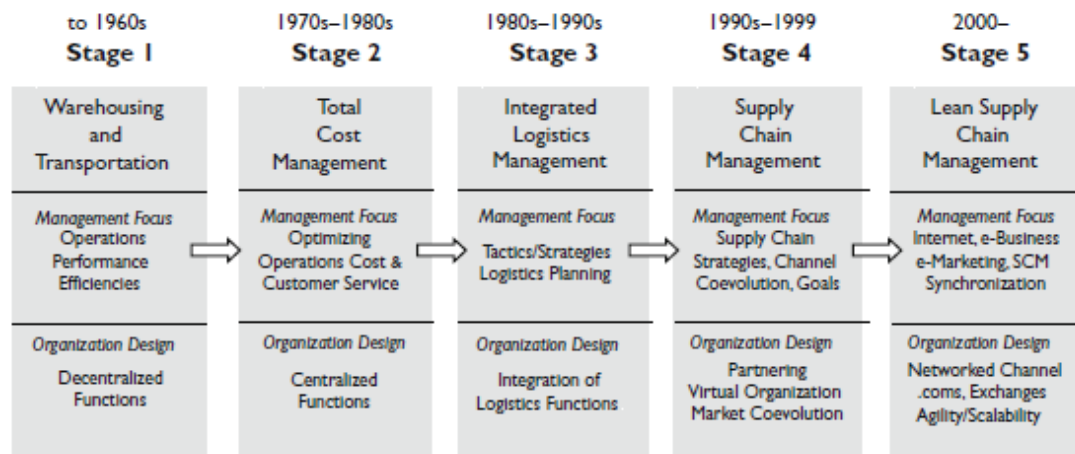 to 1960s
Stage 1
Warehousing
and
Transportation
Management Focus
Operations
Performance
Efficiencies
Organization Design
Decentralized
Functions
1970s–1980s
Stage 2
Total
Cost
Management
Management Focus
Optimizing
Operations Cost &
Customer Service
Organization Design
Centralized
Functions
1980s–1990s
Stage 3
Integrated
Logistics
Management
Management Focus
Tactics/Strategies
Logistics Planning
Organization Design
Integration of
Logistics Functions
1990s–1999
Stage 4
Supply
Chain
Management
Management Focus
Supply Chain
Strategies, Channel
Coevolution, Goals
Organization Design
Partnering
Virtual Organization
Market Coevolution
2000–
Stage 5
Lean Supply
Chain
Management
Management Focus
Internet, e-Business
e-Marketing, SCM
Synchronization
Organization Design
Networked Channel
.coms, Exchanges
Agility/Scalability